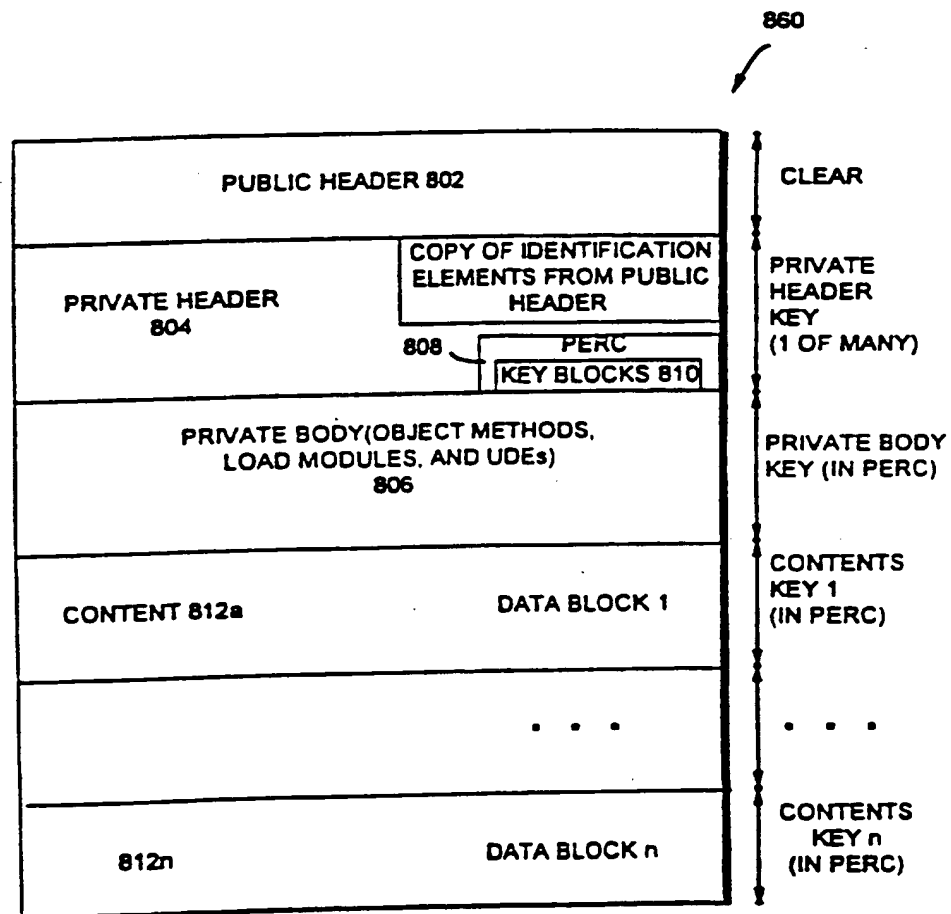 860
PUBLIC HEADER 802
CLEAR
COPY OF IDENTIFICATION
ELEMENTS FROM PUBLIC
HEADER
PRIVATE HEADER
804
PRIVATE
HEADER
KEY
(1 OF MANY)
808
PERC
KEY BLOCKS 810
PRIVATE BODY(OBJECT METHODS,
LOAD MODULES, AND UDEs)
806
PRIVATE BODY
KEY (IN PERC)
CONTENT 812a
DATA BLOCK 1
CONTENTS
KEY 1
(IN PERC)
. . .
. . .
812n
DATA BLOCK n
CONTENTS
KEY n
(IN PERC)